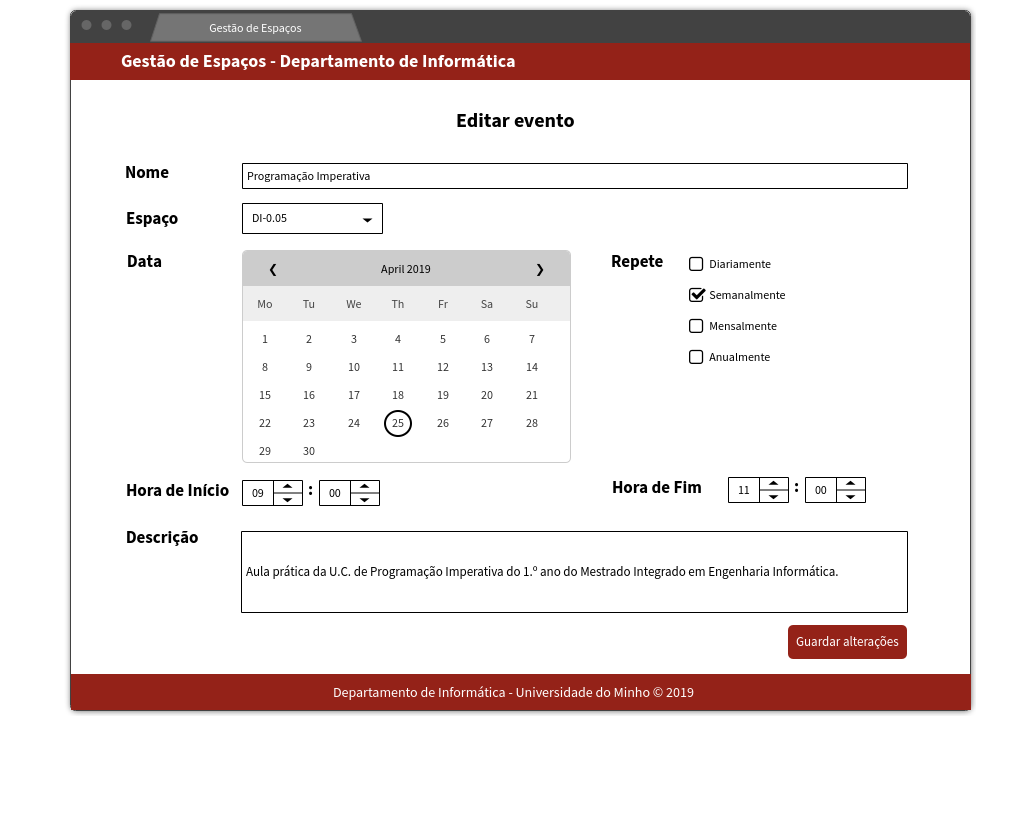 Gestão de Espaços
Gestão de Espaços - Departamento de Informática
Editar evento
Nome
Programação Imperativa
Espaço
DI-0.05
Data
❮ April 2019 ❯
Mo Tu We Th Fr Sa Su
1 2 3 4 5 6 7
8 9 10 11 12 13 14
15 16 17 18 19 20 21
22 23 24 25 26 27 28
29 30
Repete
Diariamente
Semanalmente
Mensalmente
Anualmente
Hora de Início
09 : 00
Hora de Fim
11 : 00
Descrição
Aula prática da U.C. de Programação Imperativa do 1.º ano do Mestrado Integrado em Engenharia Informática.
Guardar alterações
Departamento de Informática - Universidade do Minho © 2019